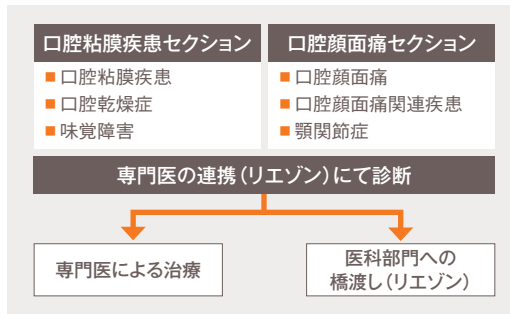 口腔粘膜疾患セクション
■口腔粘膜疾患
■口腔乾燥症
■味覚障害
口腔顔面痛セクション
■口腔顔面痛
■口腔顔面痛関連疾患
■顎関節症
専門医の連携（リエゾン）にて診断
専門医による治療
医科部門への
橋渡し（リエゾン）